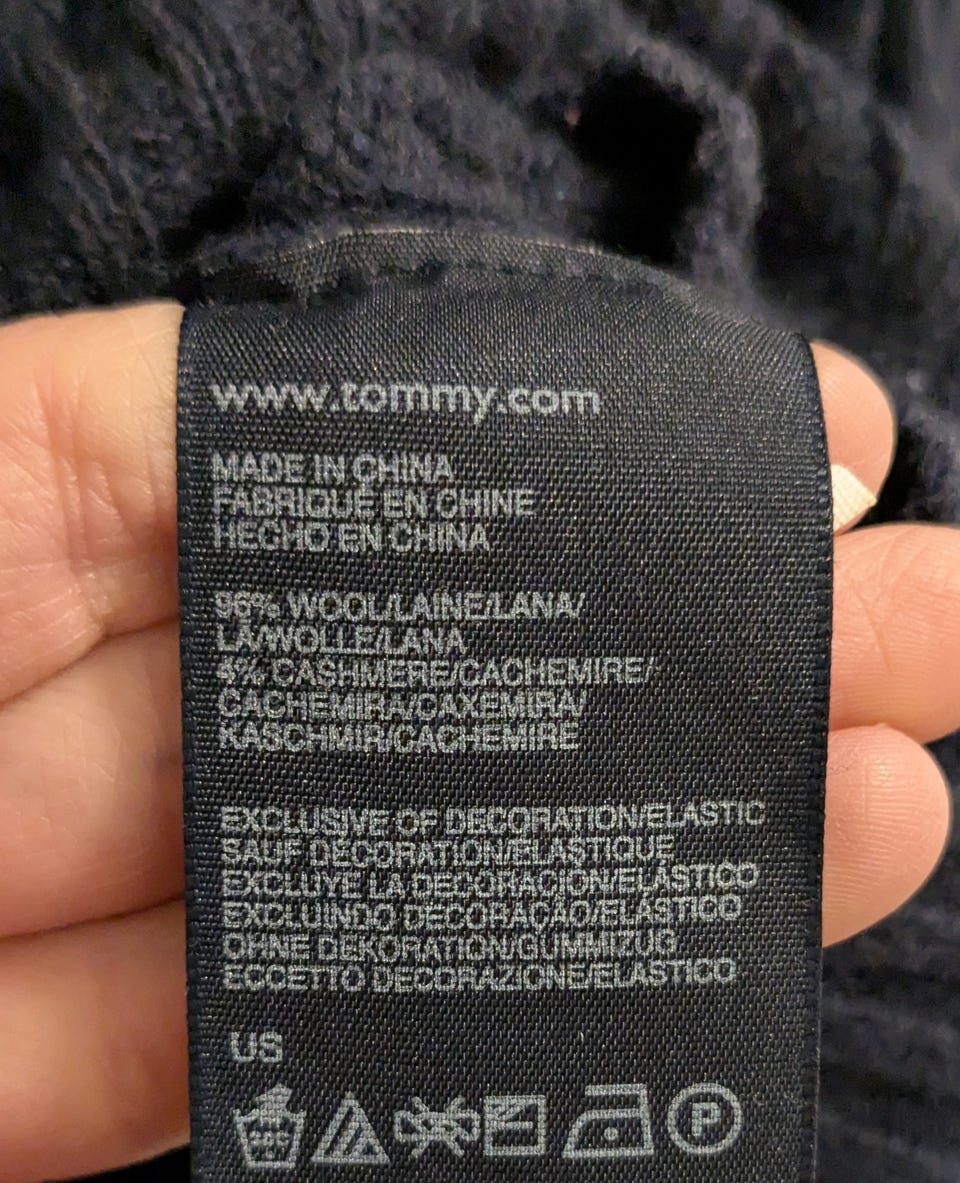 www.tommy.com
MADE IN CHINA
FABRIQUÉ EN CHINE
HECHO EN CHINA
96% WOOL/LAINE/LANA/
LÃ/WOLLE/LANA
4% CASHMERE/CACHEMIRE/
CACHEMIRA/CAXEMIRA/
KASCHMIR/CACHEMIRE
EXCLUSIVE OF DECORATION/ELASTIC
SAUF DÉCORATION/ÉLASTIQUE
EXCLUYE LA DECORACIÓN/ELÁSTICO
EXCLUINDO DECORAÇÃO/ELÁSTICO
OHNE DEKORATION/GUMMIZUG
ECCETTO DECORAZIONE/ELASTICO
US
P